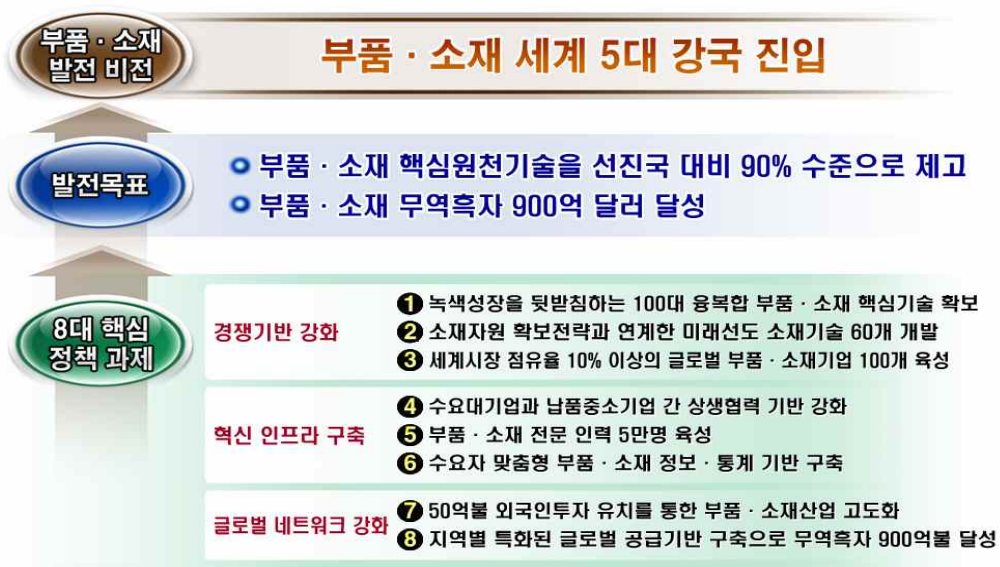 부품 · 소재
발전 비전
부품 · 소재 세계 5대 강국 진입
발전목표
부품 · 소재 핵심원천기술을 선진국 대비 90% 수준으로 제고
부품 · 소재 무역흑자 900억 달러 달성
8대 핵심
정책 과제
경쟁기반 강화
1 녹색성장을 뒷받침하는 100대 융복합 부품 · 소재 핵심기술 확보
2 소재자원 확보전략과 연계한 미래선도 소재기술 60개 개발
3 세계시장 점유율 10% 이상의 글로벌 부품 · 소재기업 100개 육성
혁신 인프라 구축
4 수요대기업과 납품중소기업 간 상생협력 기반 강화
5 부품 · 소재 전문 인력 5만명 육성
6 수요자 맞춤형 부품 · 소재 정보 · 통계 기반 구축
글로벌 네트워크 강화
7 50억불 외국인투자 유치를 통한 부품 · 소재산업 고도화
8 지역별 특화된 글로벌 공급기반 구축으로 무역흑자 900억불 달성